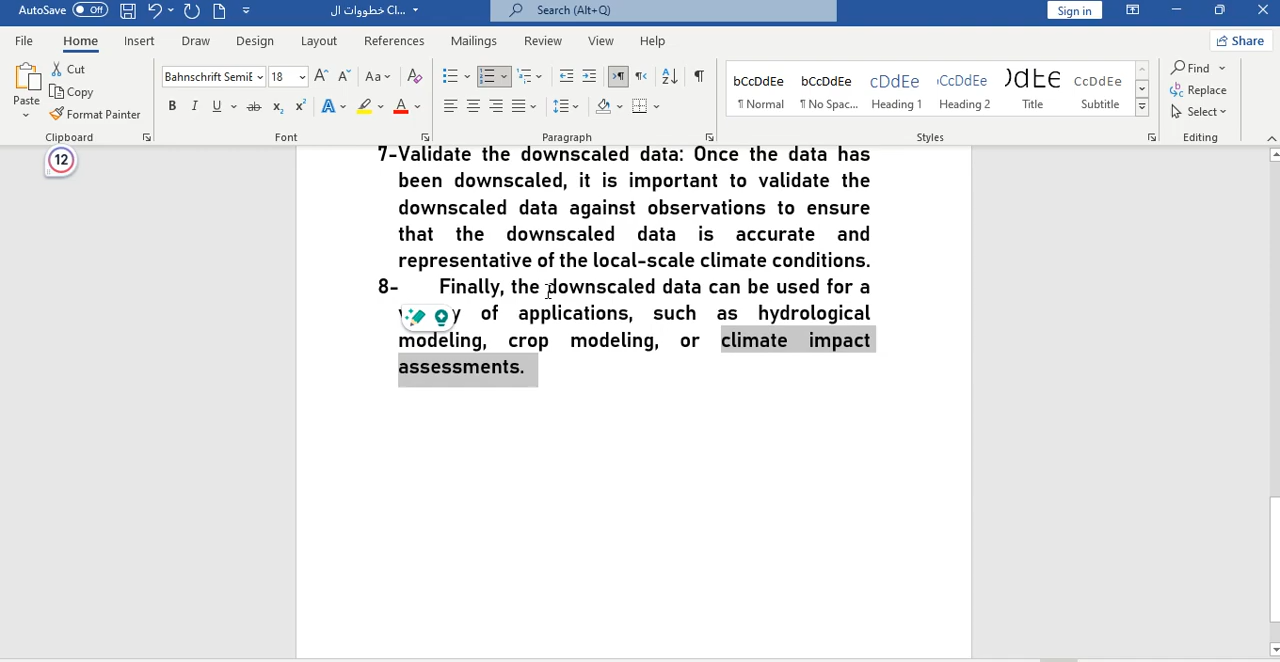 AutoSave Off خطووات ال Cl... Search (Alt+Q) Sign in
File Home Insert Draw Design Layout References Mailings Review View Help Share
Paste Cut Copy Format Painter
Bahnschrift SemiE 18 Aa
bCcDdEe bCcDdEe cDdEe ıCcDdEe DdEe CcDdEe
¶ Normal ¶ No Spac... Heading 1 Heading 2 Title Subtitle
Find Replace Select
Clipboard Font Paragraph Styles Editing
12
7-Validate the downscaled data: Once the data has
been downscaled, it is important to validate the
downscaled data against observations to ensure
that the downscaled data is accurate and
representative of the local-scale climate conditions.
8- Finally, the downscaled data can be used for a
of applications, such as hydrological
modeling, crop modeling, or climate impact
assessments.